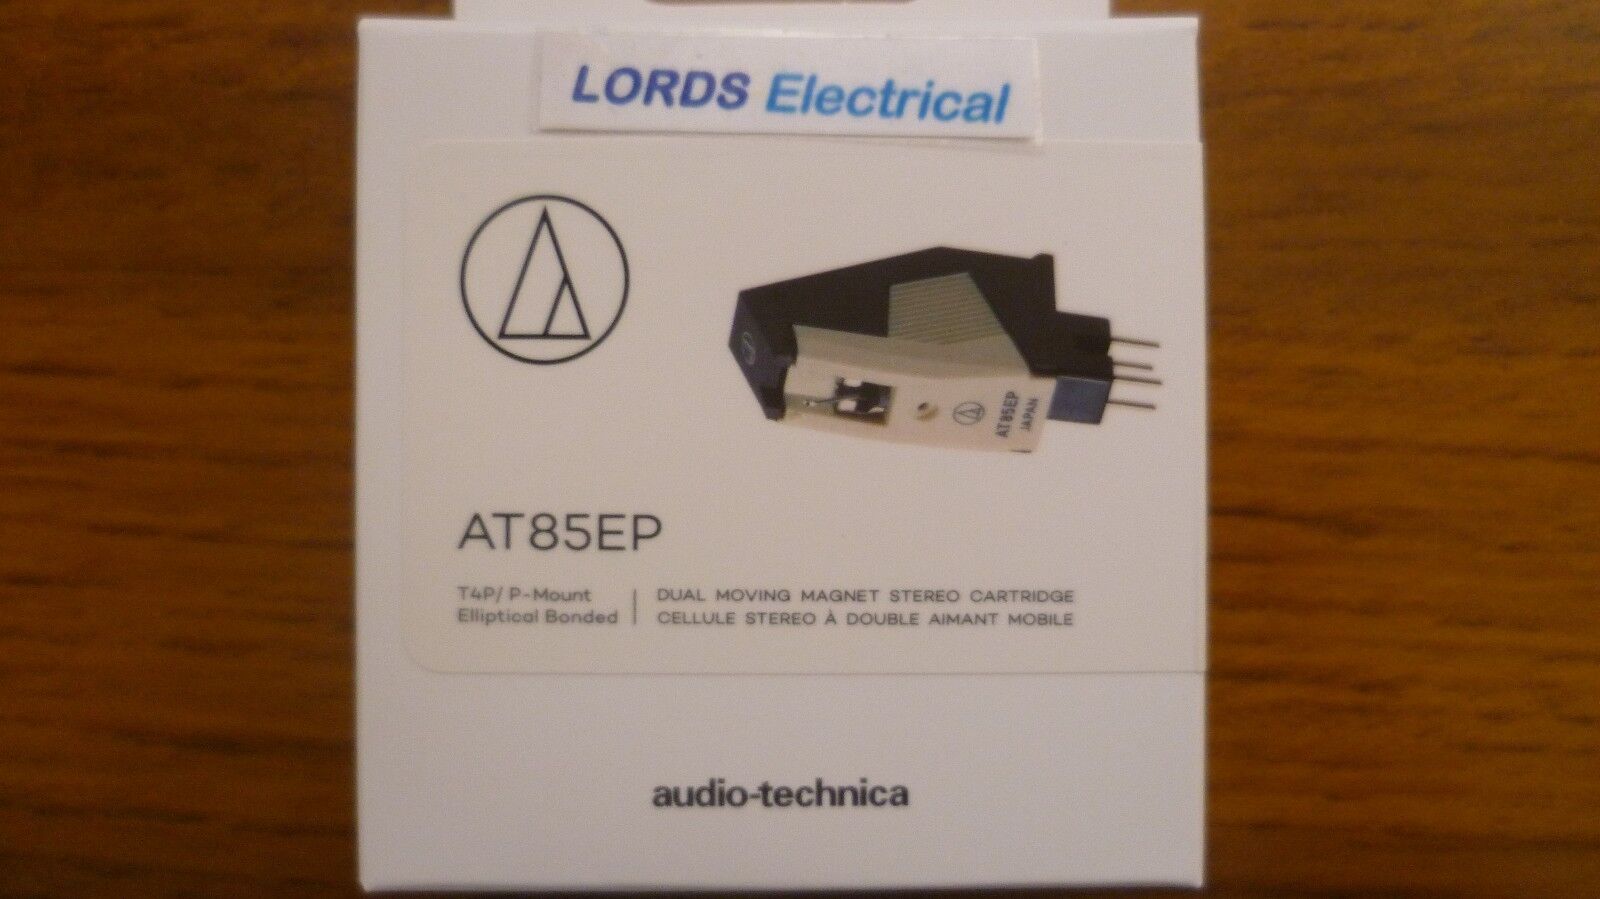 LORDS Electrical
AT85EP
JAPAN
AT85EP
T4P/ P-Mount
Elliptical Bonded
DUAL MOVING MAGNET STEREO CARTRIDGE
CELLULE STEREO À DOUBLE AIMANT MOBILE
audio-technica